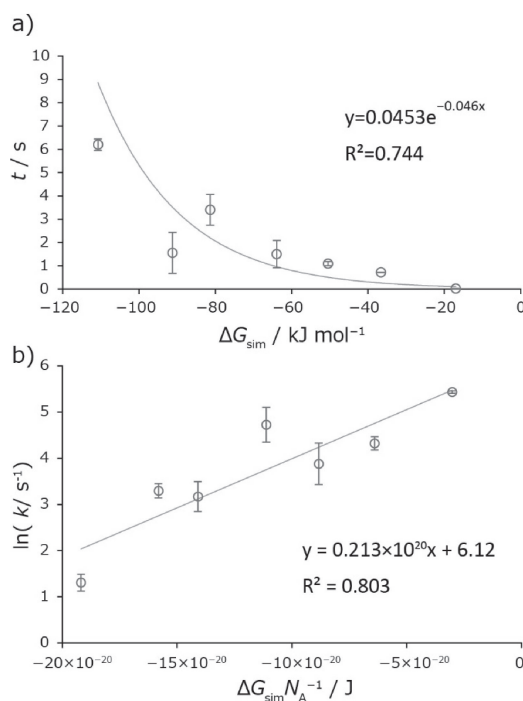 a)
10
9
8
7
6
5
4
3
2
1
0
t / s
y=0.0453e^−0.046x
R²=0.744
−120 −100 −80 −60 −40 −20 0
ΔG_sim / kJ mol⁻¹
b)
6
5
4
3
2
1
0
ln( k/ s⁻¹)
y = 0.213×10²⁰x + 6.12
R² = 0.803
−20×10⁻²⁰ −15×10⁻²⁰ −10×10⁻²⁰ −5×10⁻²⁰ 0
ΔG_sim N_A⁻¹ / J